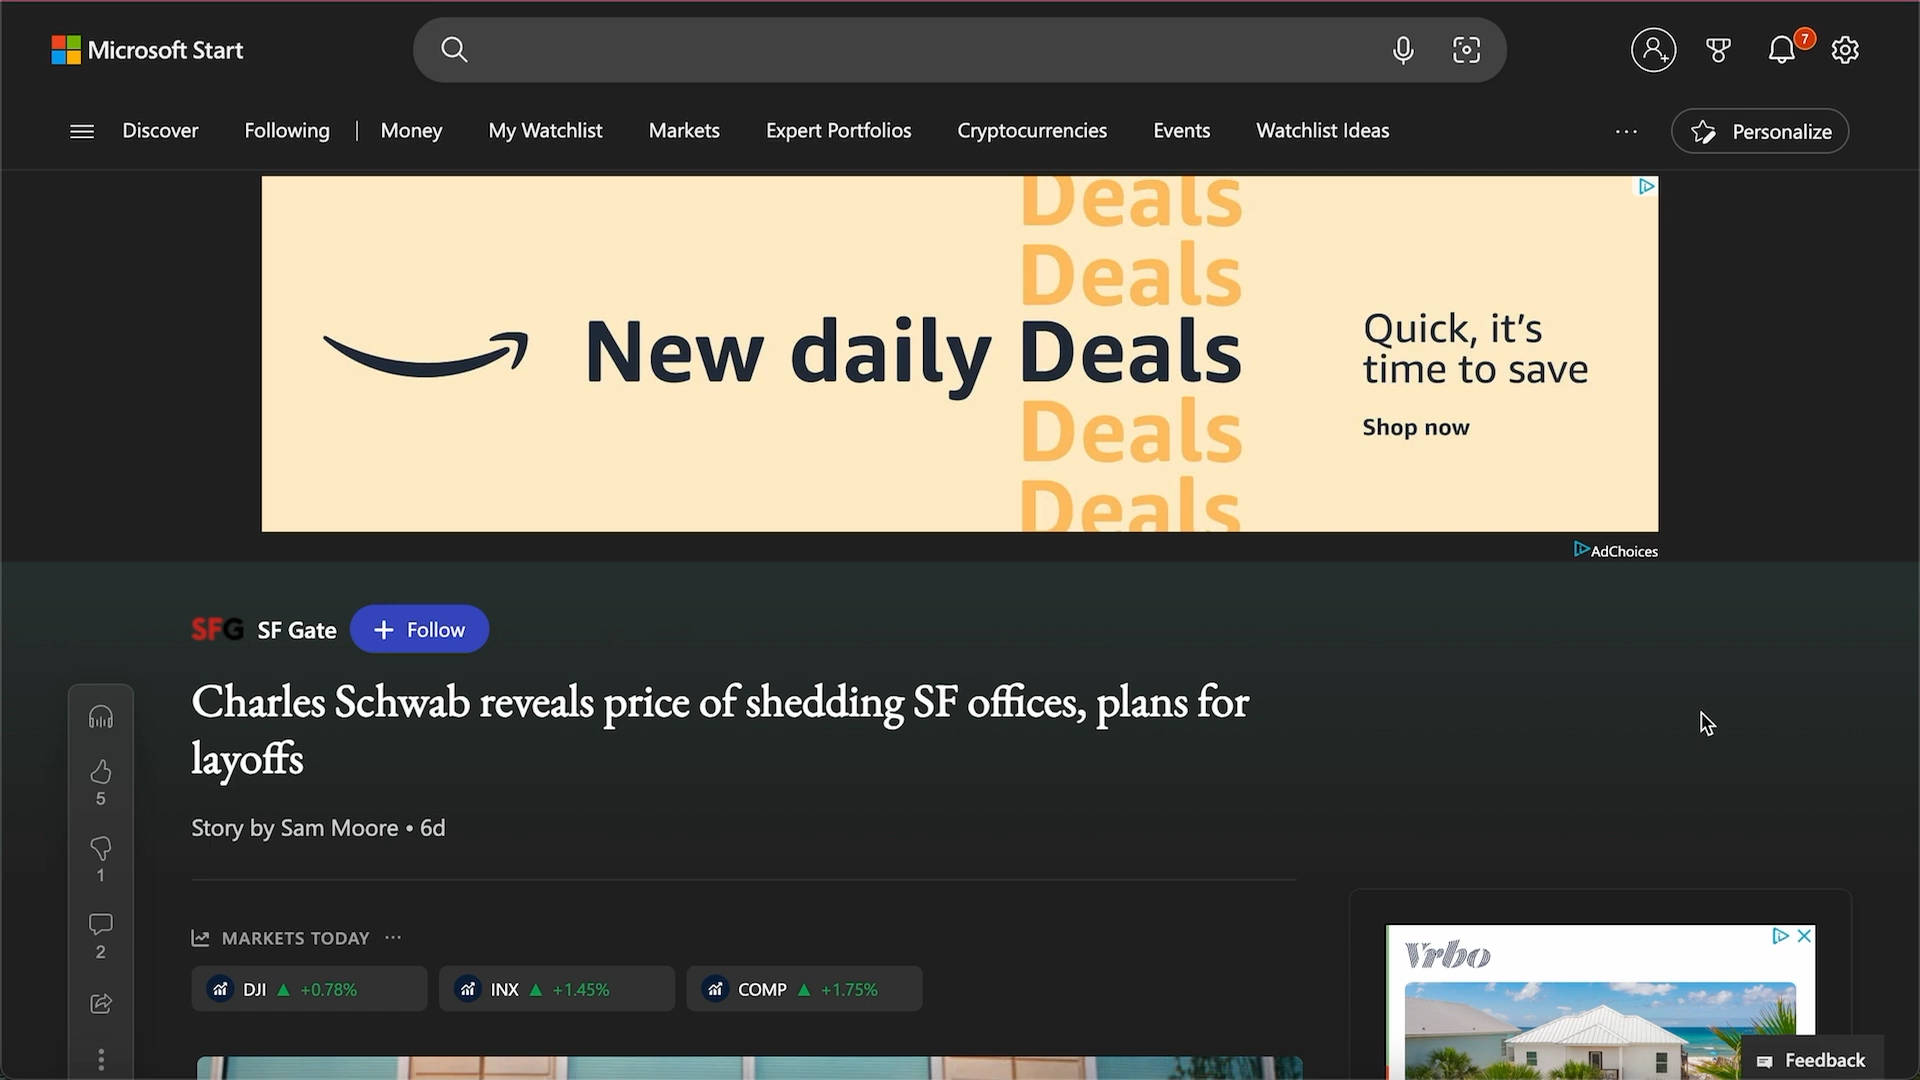 Microsoft Start
7
Discover
Following
Money
My Watchlist
Markets
Expert Portfolios
Cryptocurrencies
Events
Watchlist Ideas
Personalize
Deals
Deals
New daily Deals
Deals
Deals
Quick, it's
time to save
Shop now
AdChoices
SFG SF Gate
Follow
Charles Schwab reveals price of shedding SF offices, plans for
layoffs
Story by Sam Moore • 6d
5
1
2
MARKETS TODAY ...
DJI ▲ +0.78%
INX ▲ +1.45%
COMP ▲ +1.75%
Vrbo
Feedback